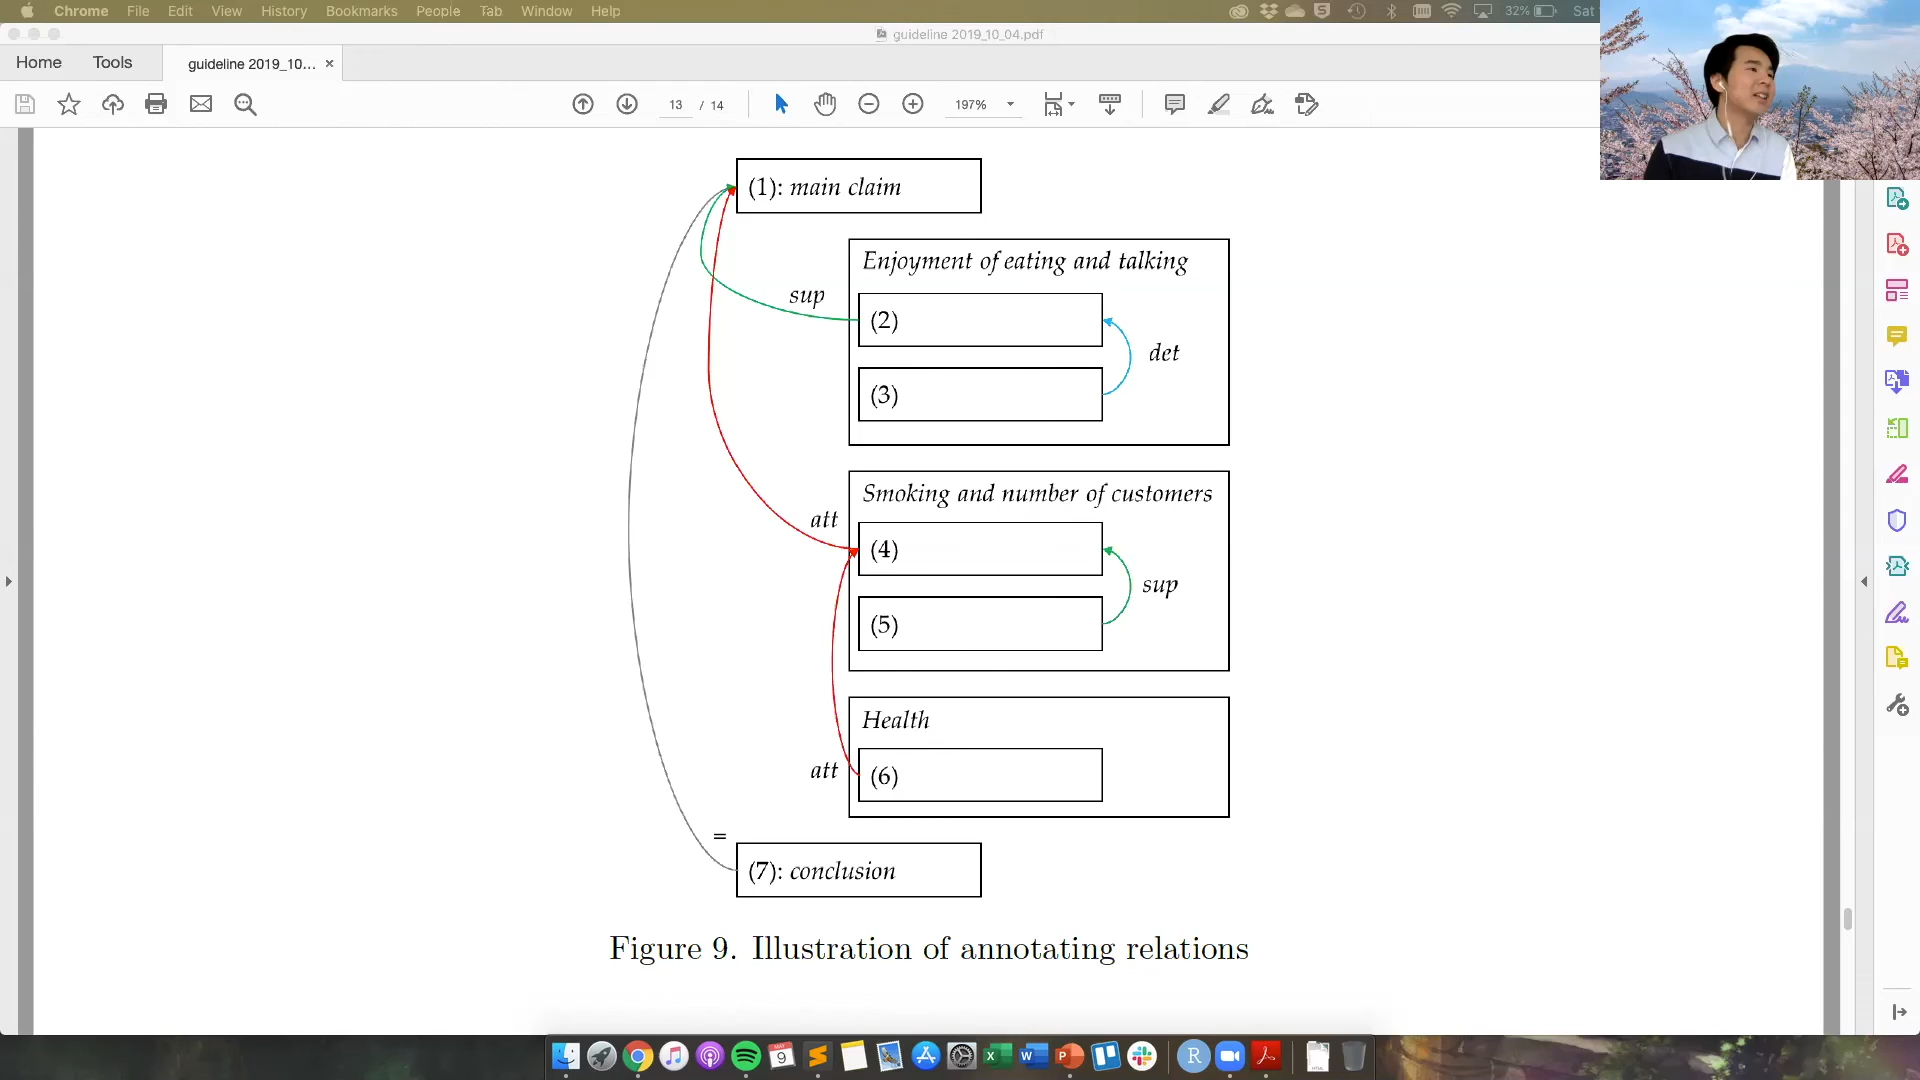 Chrome File Edit View History Bookmarks People Tab Window Help 32% Sat
guideline 2019_10_04.pdf
Home Tools guideline 2019_10... ×
13 / 14 197%
(1): main claim
Enjoyment of eating and talking
sup
(2)
det
(3)
Smoking and number of customers
att
(4)
sup
(5)
Health
att
(6)
=
(7): conclusion
Figure 9. Illustration of annotating relations